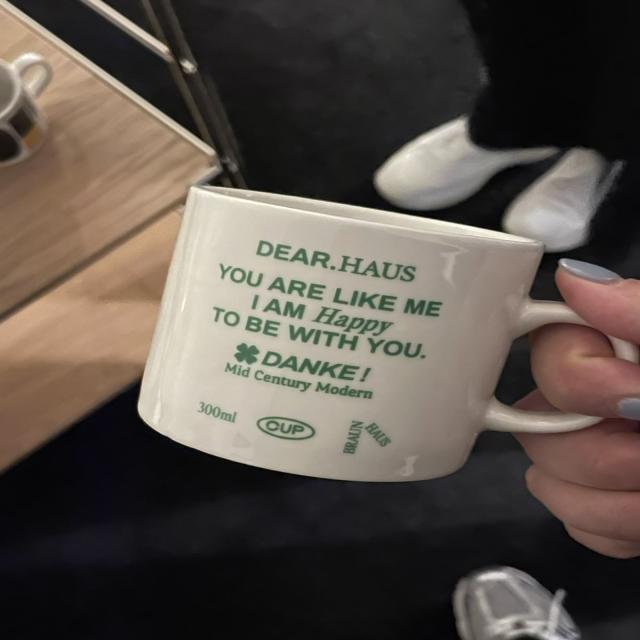 DEAR.HAUS
YOU ARE LIKE ME
I AM Happy
TO BE WITH YOU.
DANKE!
Mid Century Modern
300ml
CUP
BRAUN
HAUS